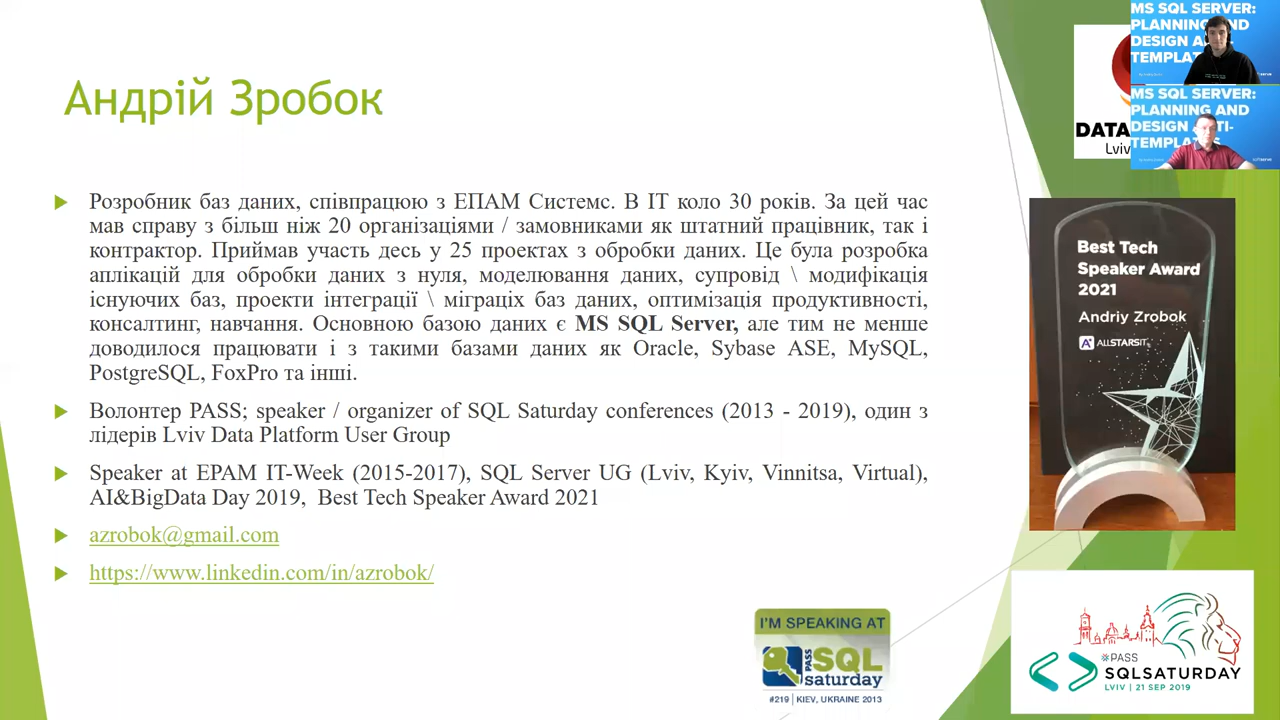 Андрій Зробок
Розробник баз даних, співпрацюю з ЕПАМ Системс. В ІТ коло 30 років. За цей час
мав справу з більш ніж 20 організаціями / замовниками як штатний працівник, так і
контрактор. Приймав участь десь у 25 проектах з обробки даних. Це була розробка
аплікацій для обробки даних з нуля, моделювання даних, супровід \ модифікація
існуючих баз, проекти інтеграції \ міграціх баз даних, оптимізація продуктивності,
консалтинг, навчання. Основною базою даних є MS SQL Server, але тим не менше
доводилося працювати і з такими базами даних як Oracle, Sybase ASE, MySQL,
PostgreSQL, FoxPro та інші.
Волонтер PASS; speaker / organizer of SQL Saturday conferences (2013 - 2019), один з
лідерів Lviv Data Platform User Group
Speaker at EPAM IT-Week (2015-2017), SQL Server UG (Lviv, Kyiv, Vinnitsa, Virtual),
AI&BigData Day 2019, Best Tech Speaker Award 2021
azrobok@gmail.com
https://www.linkedin.com/in/azrobok/
I'M SPEAKING AT
PASS
SQL
saturday
#219 | KIEV, UKRAINE 2013
DATA
Lviv
MS SQL SERVER:
PLANNING AND
DESIGN
MS SQL SERVER:
PLANNING AND
DESIGN
Best Tech
Speaker Award
2021
Andriy Zrobok
ALLSTARSIT
PASS
SQLSATURDAY
LVIV | 21 SEP 2019